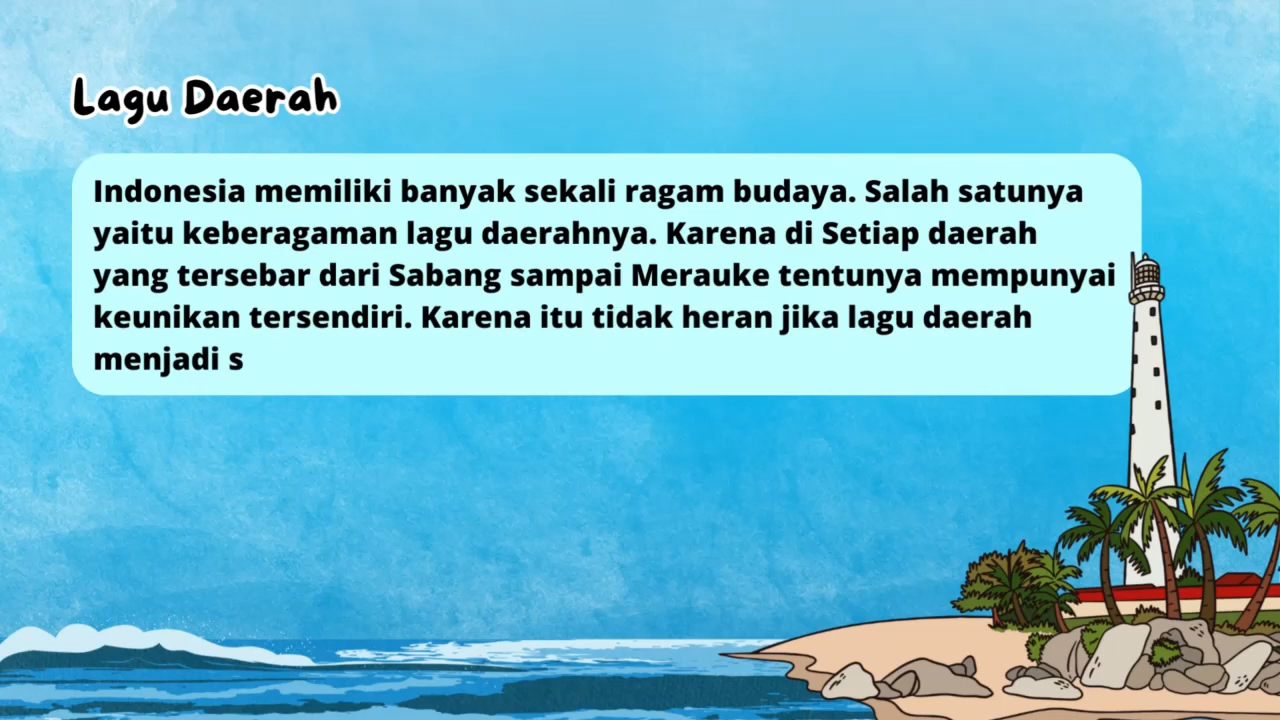 Lagu Daerah
Indonesia memiliki banyak sekali ragam budaya. Salah satunya
yaitu keberagaman lagu daerahnya. Karena di Setiap daerah
yang tersebar dari Sabang sampai Merauke tentunya mempunyai
keunikan tersendiri. Karena itu tidak heran jika lagu daerah
menjadi s